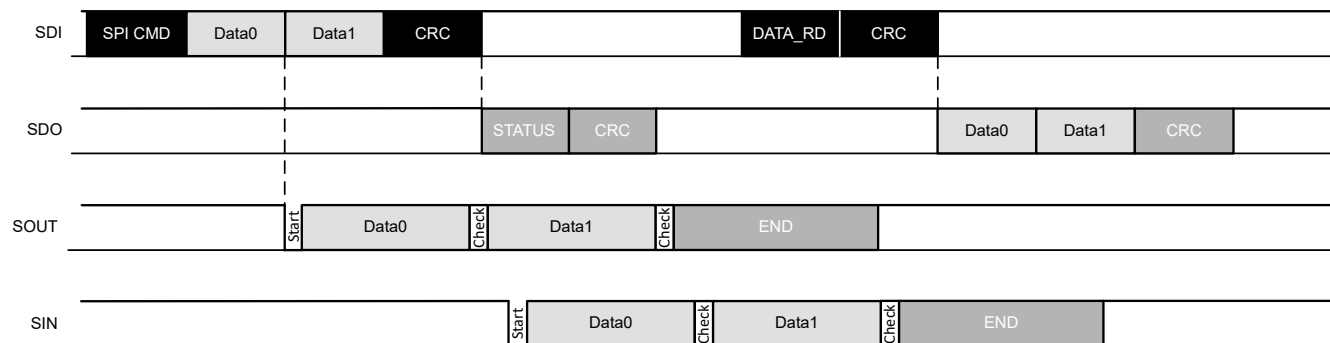 SDI SPI CMD Data0 Data1 CRC DATA_RD CRC
SDO STATUS CRC Data0 Data1 CRC
SOUT Start Data0 Check Data1 Check END
SIN Start Data0 Check Data1 Check END